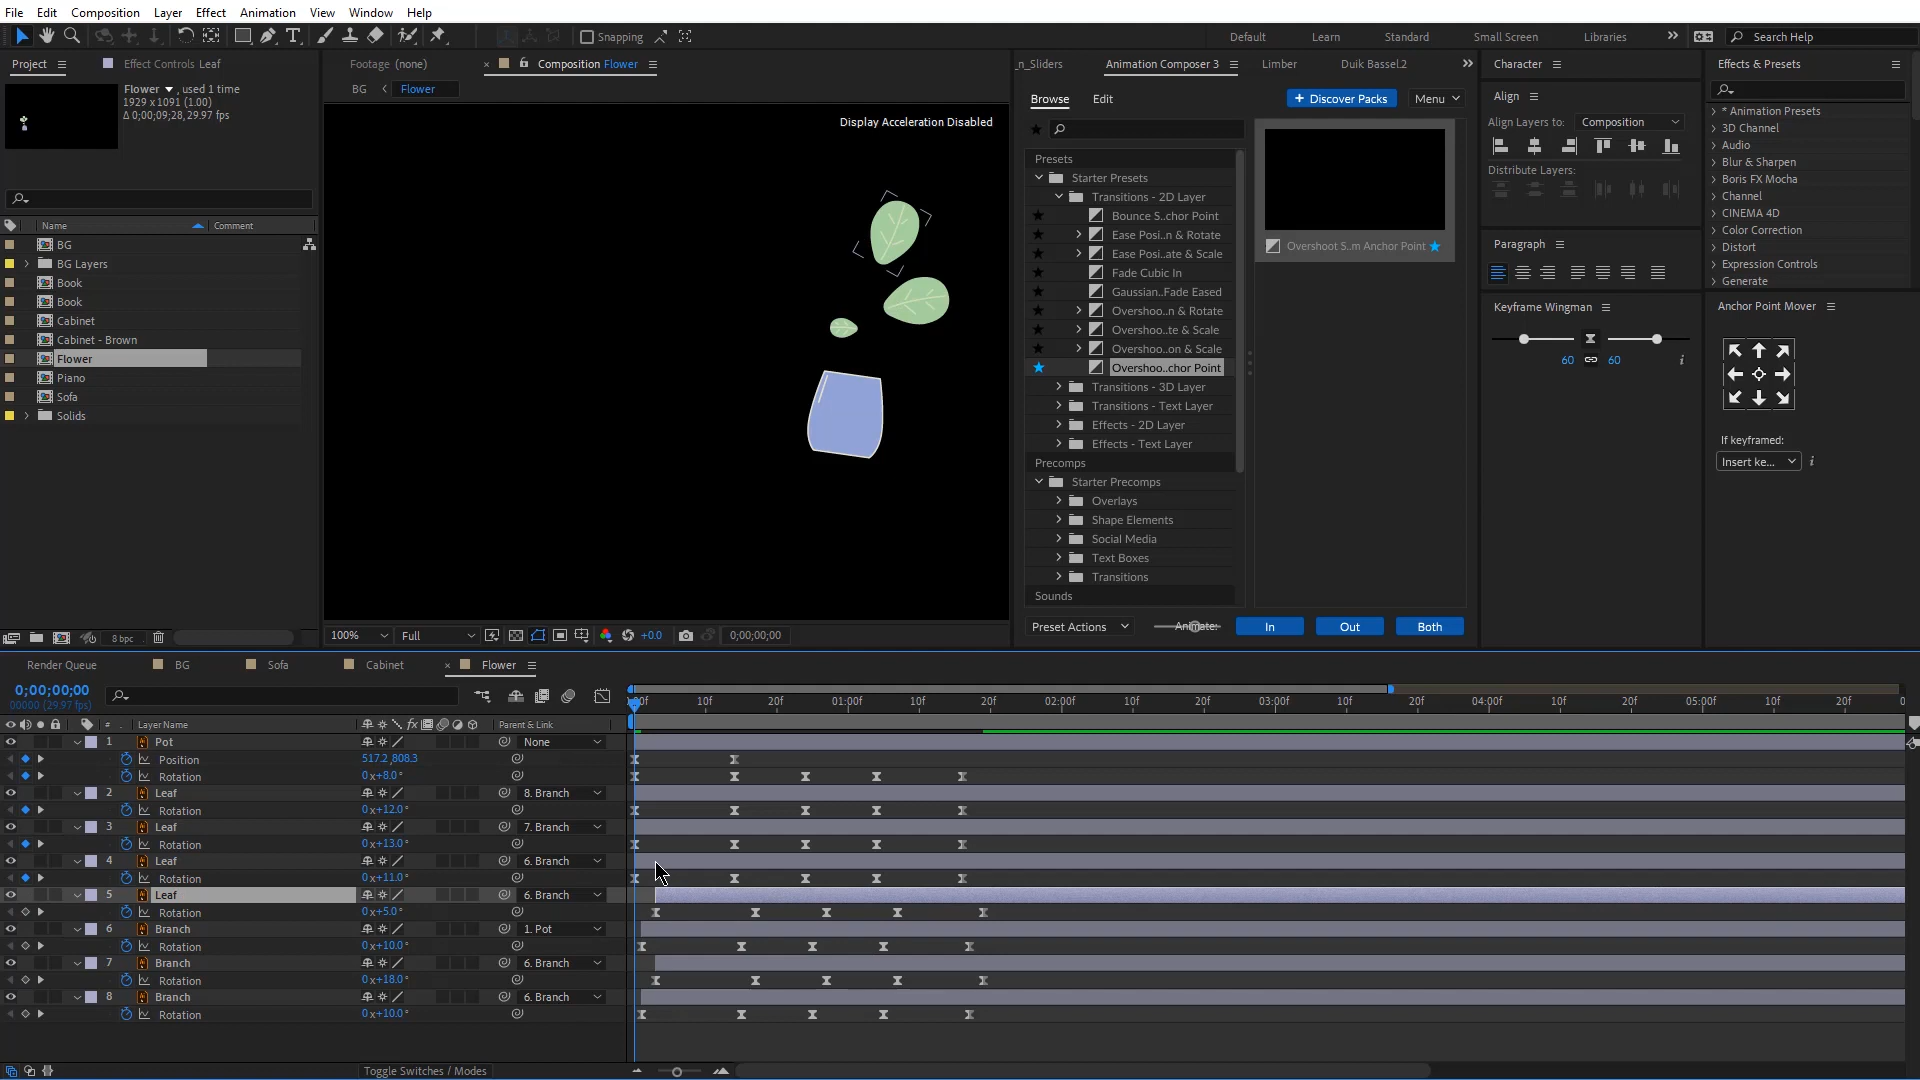 File Edit Composition Layer Effect Animation View Window Help
Snapping
Default Learn Standard Small Screen Libraries Search Help
Project Effect Controls Leaf
Footage (none) Composition Flower
_n_Sliders Animation Composer 3 Limber Duik Bassel.2
Character Effects & Presets
BG Flower
Flower , used 1 time
1929 x 1091 (1.00)
Δ 0;00;09;28, 29.97 fps
Display Acceleration Disabled
Browse Edit + Discover Packs Menu
Presets
Starter Presets
Transitions - 2D Layer
Bounce S..chor Point
Ease Posi..n & Rotate
Ease Posi..ate & Scale
Fade Cubic In
Gaussian..Fade Eased
Overshoo..n & Rotate
Overshoo..te & Scale
Overshoo..on & Scale
Overshoo..chor Point
Transitions - 3D Layer
Transitions - Text Layer
Effects - 2D Layer
Effects - Text Layer
Precomps
Starter Precomps
Overlays
Shape Elements
Social Media
Text Boxes
Transitions
Sounds
Preset Actions Animate: In Out Both
Overshoot S..m Anchor Point
Align
Align Layers to: Composition
Distribute Layers:
Paragraph
Keyframe Wingman
60 60
* Animation Presets
3D Channel
Audio
Blur & Sharpen
Boris FX Mocha
Channel
CINEMA 4D
Color Correction
Distort
Expression Controls
Generate
Anchor Point Mover
If keyframed:
Insert ke...
Name Comment
BG
BG Layers
Book
Book
Cabinet
Cabinet - Brown
Flower
Piano
Sofa
Solids
8 bpc
100% Full +0.0 0;00;00;00
Render Queue BG Sofa Cabinet Flower
0;00;00;00
00000 (29.97 fps)
10f 20f 01:00f 10f 20f 02:00f 10f 20f 03:00f 10f 20f 04:00f 10f 20f 05:00f 10f 20f
# Layer Name fx Parent & Link
1 Pot None
Position 517.2 ,808.3
Rotation 0 x+8.0°
2 Leaf 8. Branch
Rotation 0 x+12.0°
3 Leaf 7. Branch
Rotation 0 x+13.0°
4 Leaf 6. Branch
Rotation 0 x+11.0°
5 Leaf 6. Branch
Rotation 0 x+5.0°
6 Branch 1. Pot
Rotation 0 x+10.0°
7 Branch 6. Branch
Rotation 0 x+18.0°
8 Branch 6. Branch
Rotation 0 x+10.0°
Toggle Switches / Modes